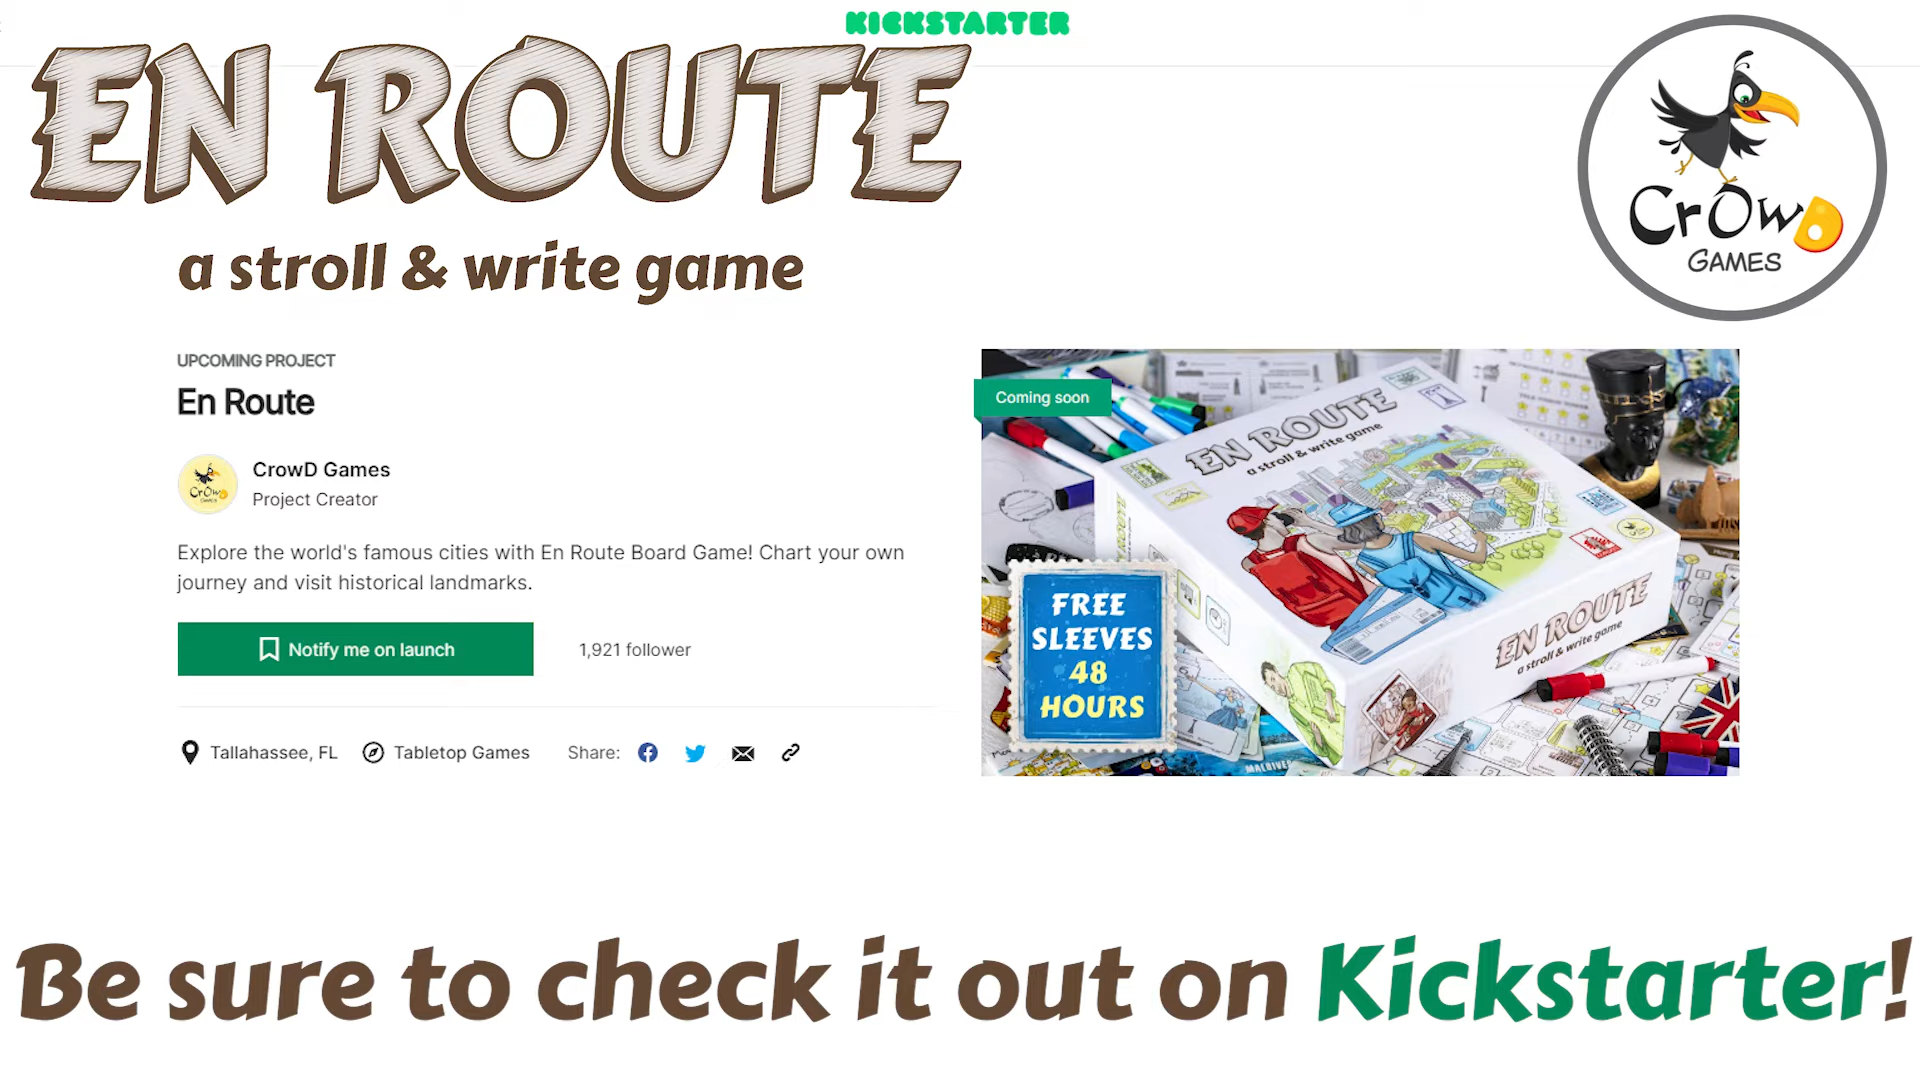 KICKSTARTER
EN ROUTE
a stroll & write game
CrowD
GAMES
UPCOMING PROJECT
En Route
CrowD Games
Project Creator
Explore the world's famous cities with En Route Board Game! Chart your own
journey and visit historical landmarks.
Notify me on launch
1,921 follower
Tallahassee, FL
Tabletop Games
Share:
Coming soon
EN ROUTE
a stroll & write game
EN ROUTE
a stroll & write game
FREE
SLEEVES
48
HOURS
MALDIVES
Be sure to check it out on Kickstarter!